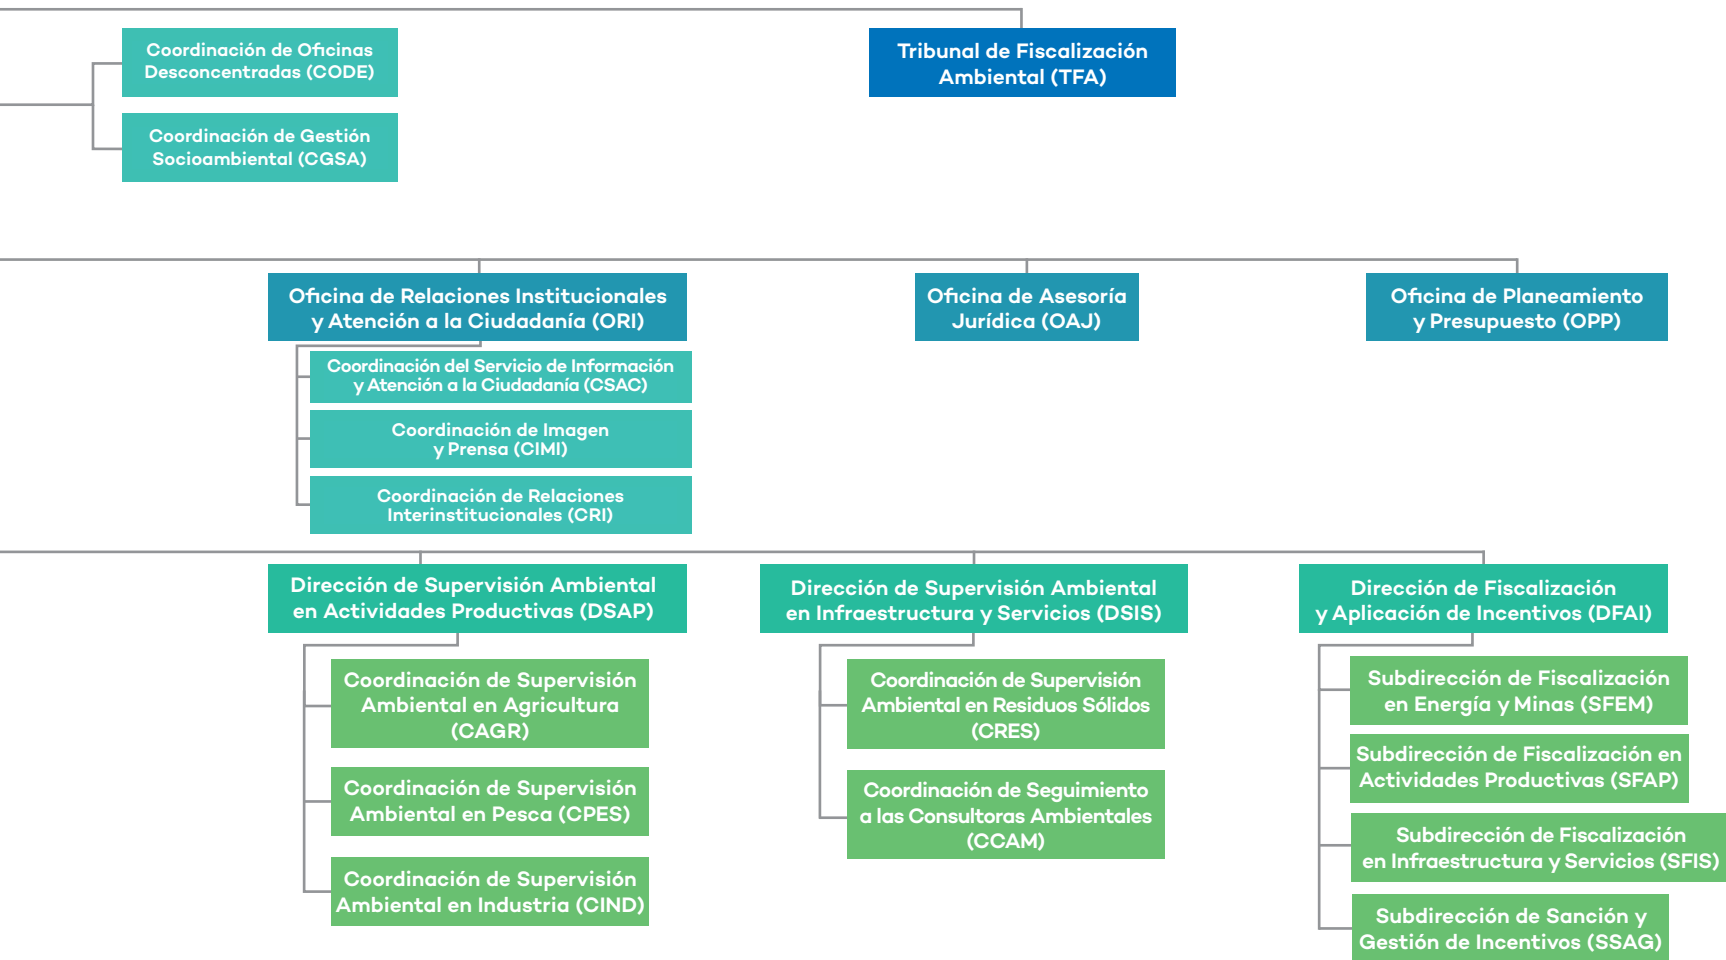 Coordinación de Oficinas
Desconcentradas (CODE)
Tribunal de Fiscalización
Ambiental (TFA)
Coordinación de Gestión
Socioambiental (CGSA)
Oficina de Relaciones Institucionales
y Atención a la Ciudadanía (ORI)
Oficina de Asesoría
Jurídica (OAJ)
Oficina de Planeamiento
y Presupuesto (OPP)
Coordinación del Servicio de Información
y Atención a la Ciudadanía (CSAC)
Coordinación de Imagen
y Prensa (CIMI)
Coordinación de Relaciones
Interinstitucionales (CRI)
Dirección de Supervisión Ambiental
en Actividades Productivas (DSAP)
Coordinación de Supervisión
Ambiental en Agricultura
(CAGR)
Coordinación de Supervisión
Ambiental en Pesca (CPES)
Coordinación de Supervisión
Ambiental en Industria (CIND)
Dirección de Supervisión Ambiental
en Infraestructura y Servicios (DSIS)
Coordinación de Supervisión
Ambiental en Residuos Sólidos
(CRES)
Coordinación de Seguimiento
a las Consultoras Ambientales
(CCAM)
Dirección de Fiscalización
y Aplicación de Incentivos (DFAI)
Subdirección de Fiscalización
en Energía y Minas (SFEM)
Subdirección de Fiscalización en
Actividades Productivas (SFAP)
Subdirección de Fiscalización
en Infraestructura y Servicios (SFIS)
Subdirección de Sanción y
Gestión de Incentivos (SSAG)